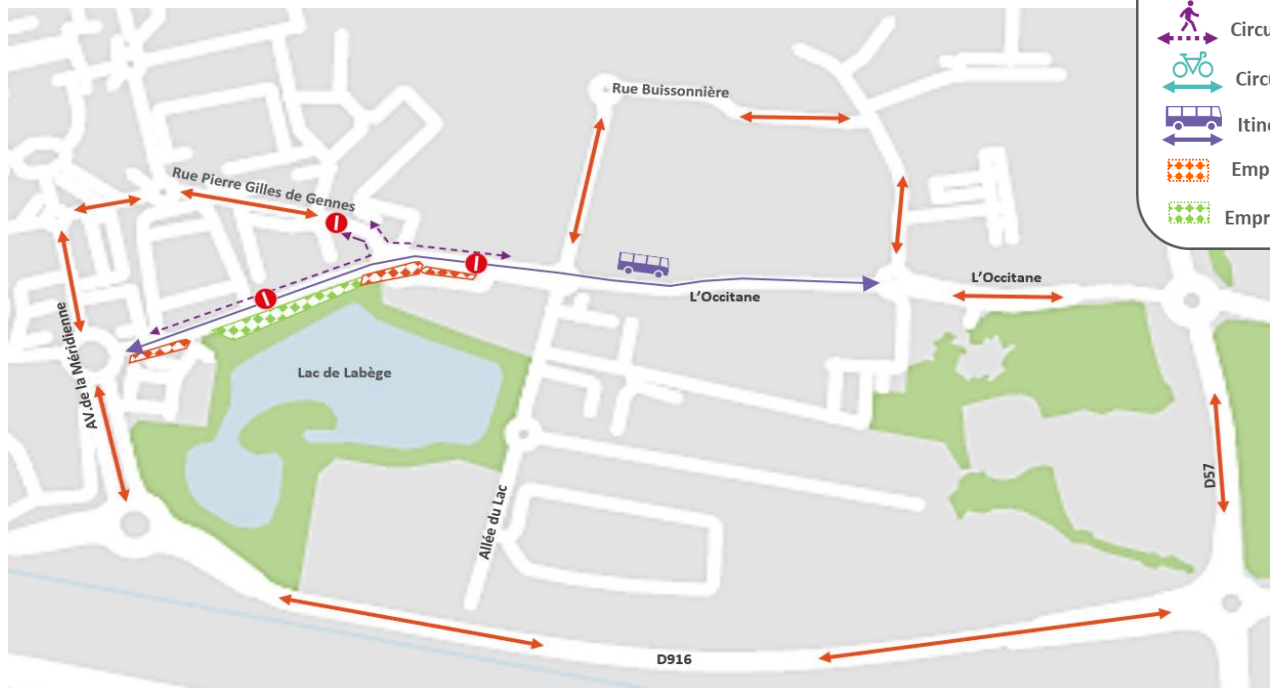 Circu
Circu
Itin
Emp
Empr
Rue Buissonnière
Rue Pierre Gilles de Gennes
L'Occitane
L'Occitane
AV.de la Méridienne
Lac de Labège
Allée du Lac
D57
D916